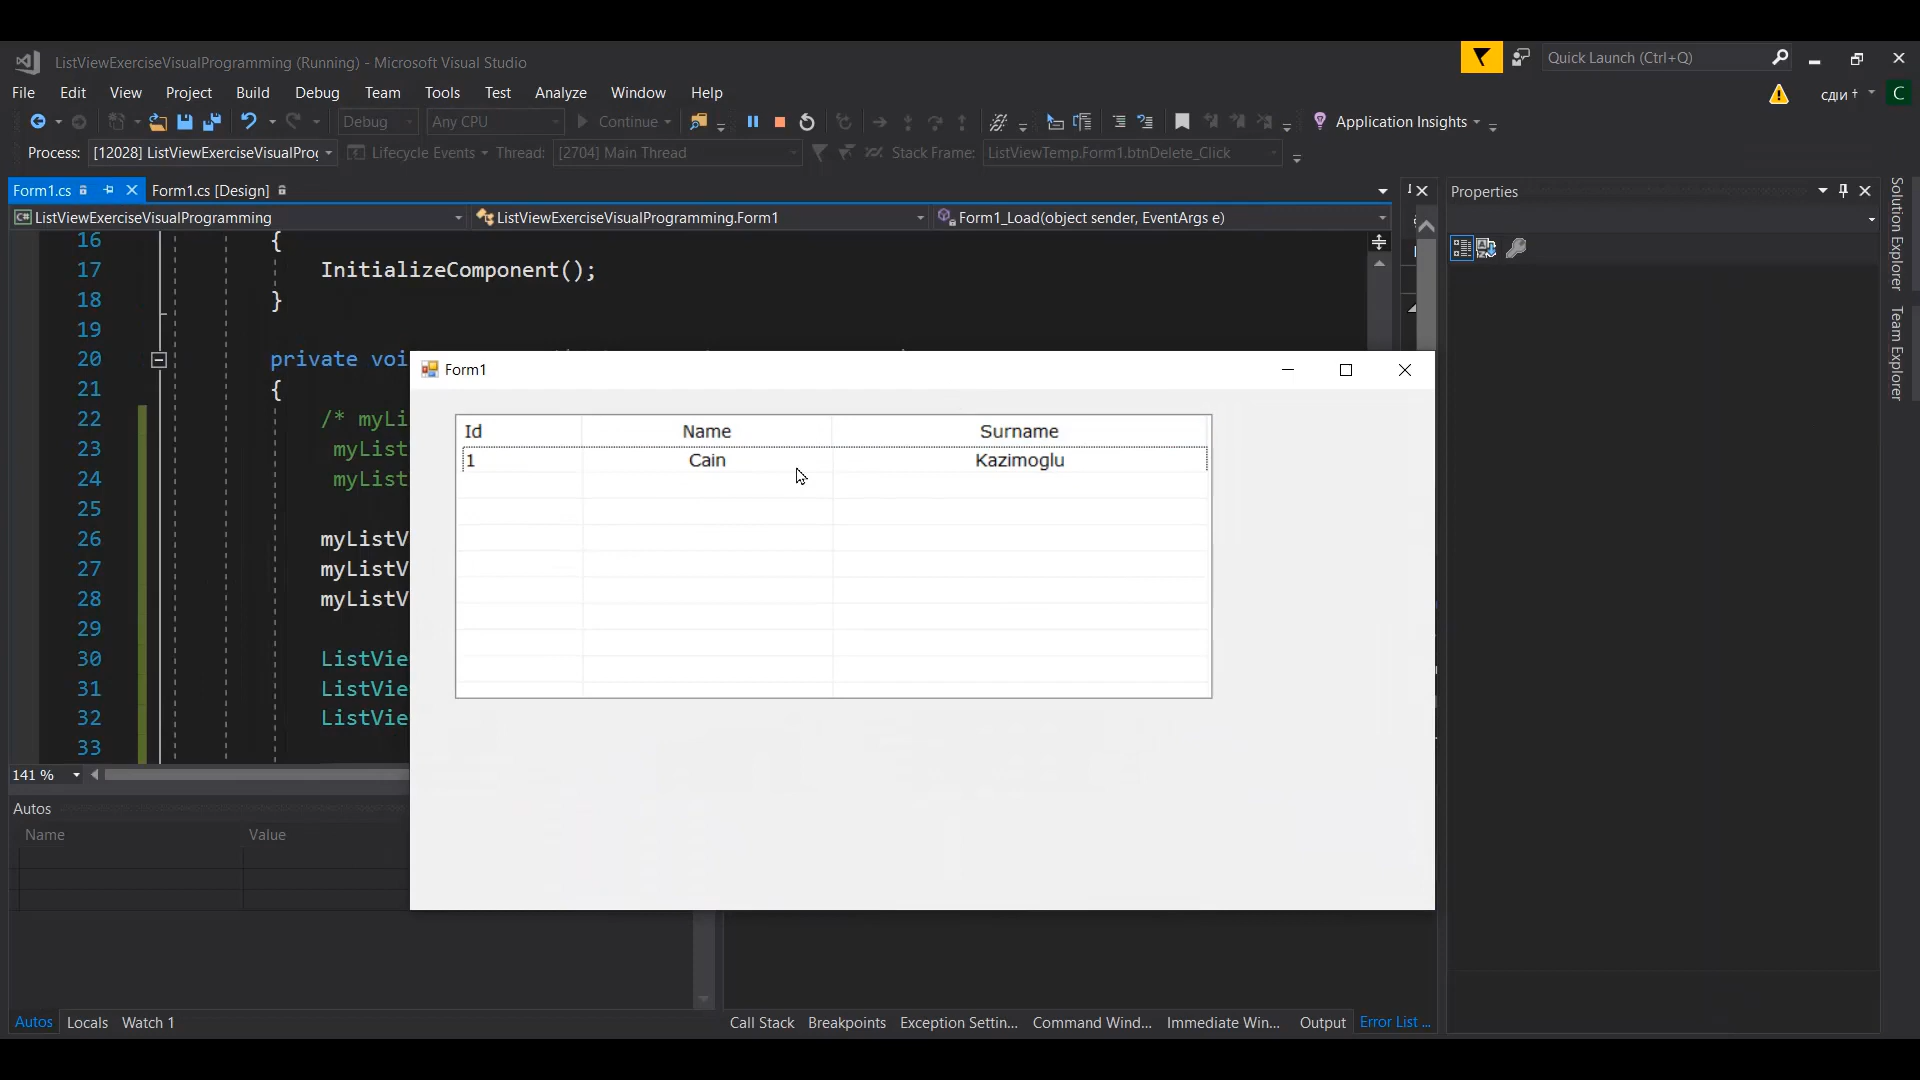 ListViewExerciseVisualProgramming (Running) - Microsoft Visual Studio
Quick Launch (Ctrl+Q)
File Edit View Project Build Debug Team Tools Test Analyze Window Help
сдіи † C
Debug Any CPU Continue Application Insights
Process: [12028] ListViewExerciseVisualProg Lifecycle Events Thread: [2704] Main Thread Stack Frame: ListViewTemp.Form1.btnDelete_Click
Form1.cs Form1.cs [Design]
Properties
ListViewExerciseVisualProgramming ListViewExerciseVisualProgramming.Form1 Form1_Load(object sender, EventArgs e)
Solution Explorer
Team Explorer
16 {
17 InitializeComponent();
18 }
19
20 private voi
21 {
22 /* myLi
23 myList
24 myList
25
26 myListV
27 myListV
28 myListV
29
30 ListVie
31 ListVie
32 ListVie
33
Form1
Id Name Surname
1 Cain Kazimoglu
141 %
Autos
Name Value
Autos Locals Watch 1
Call Stack Breakpoints Exception Settin... Command Wind... Immediate Win... Output Error List ...